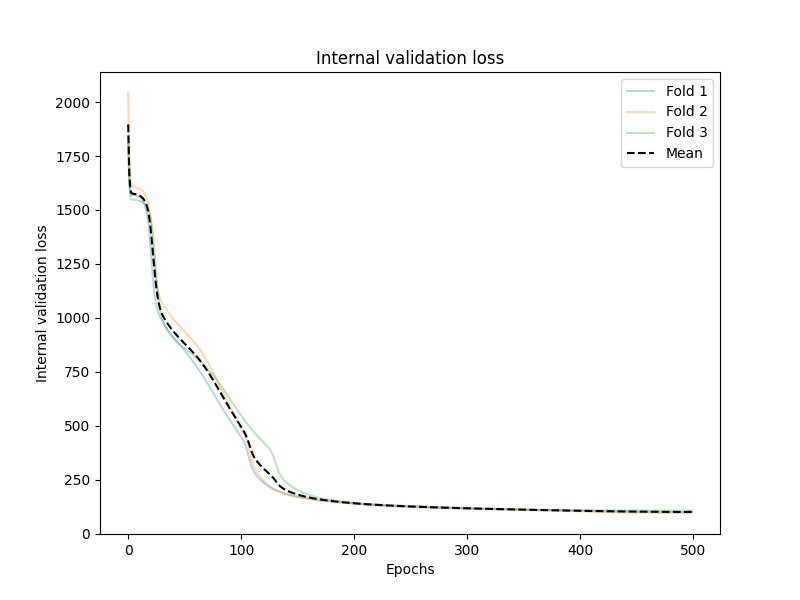 Internal validation loss
Fold 1
Fold 2
Fold 3
Mean
Internal validation loss
2000
1750
1500
1250
1000
750
500
250
0
0 100 200 300 400 500
Epochs